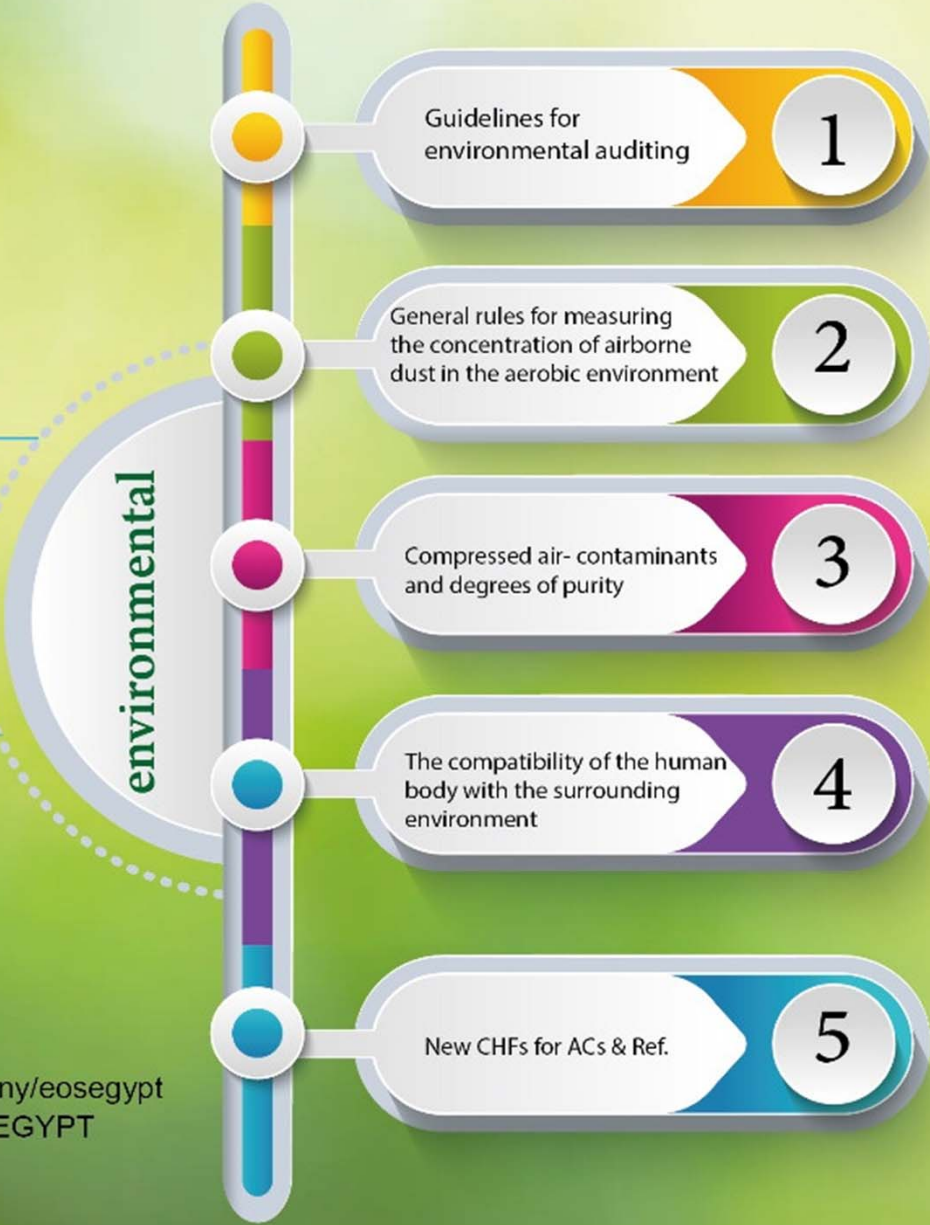 environmental
Guidelines for
environmental auditing
1
General rules for measuring
the concentration of airborne
dust in the aerobic environment
2
Compressed air- contaminants
and degrees of purity
3
The compatibility of the human
body with the surrounding
environment
4
New CHFs for ACs & Ref.
5
ny/eosegypt
EGYPT